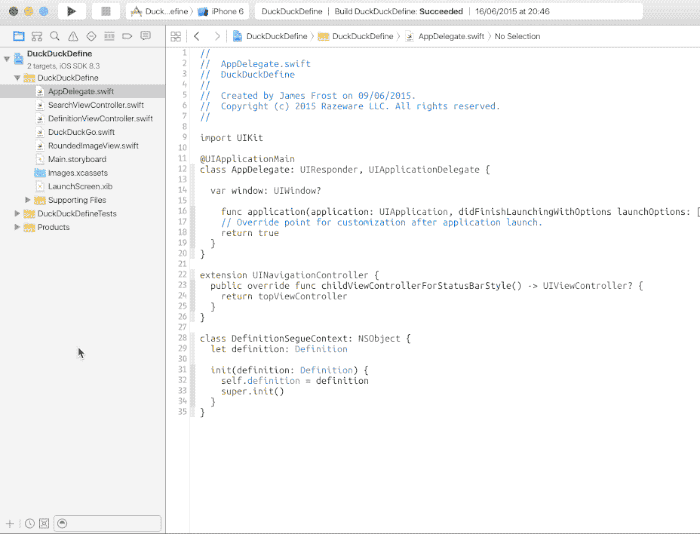 Duck...efine 〉 iPhone 6
DuckDuckDefine | Build DuckDuckDefine: Succeeded | 16/06/2015 at 20:46
DuckDuckDefine 〉 DuckDuckDefine 〉 AppDelegate.swift 〉 No Selection
DuckDuckDefine
2 targets, iOS SDK 8.3
DuckDuckDefine
AppDelegate.swift
SearchViewController.swift
DefinitionViewController.swift
DuckDuckGo.swift
RoundedImageView.swift
Main.storyboard
Images.xcassets
LaunchScreen.xib
Supporting Files
DuckDuckDefineTests
Products
1 //
2 //  AppDelegate.swift
3 //  DuckDuckDefine
4 //
5 //  Created by James Frost on 09/06/2015.
6 //  Copyright (c) 2015 Razeware LLC. All rights reserved.
7 //
8
9 import UIKit
10
11 @UIApplicationMain
12 class AppDelegate: UIResponder, UIApplicationDelegate {
13
14 var window: UIWindow?
15
16 func application(application: UIApplication, didFinishLaunchingWithOptions launchOptions: [
17 // Override point for customization after application launch.
18 return true
19 }
20 }
21
22 extension UINavigationController {
23 public override func childViewControllerForStatusBarStyle() -> UIViewController? {
24 return topViewController
25 }
26 }
27
28 class DefinitionSegueContext: NSObject {
29 let definition: Definition
30
31 init(definition: Definition) {
32 self.definition = definition
33 super.init()
34 }
35 }